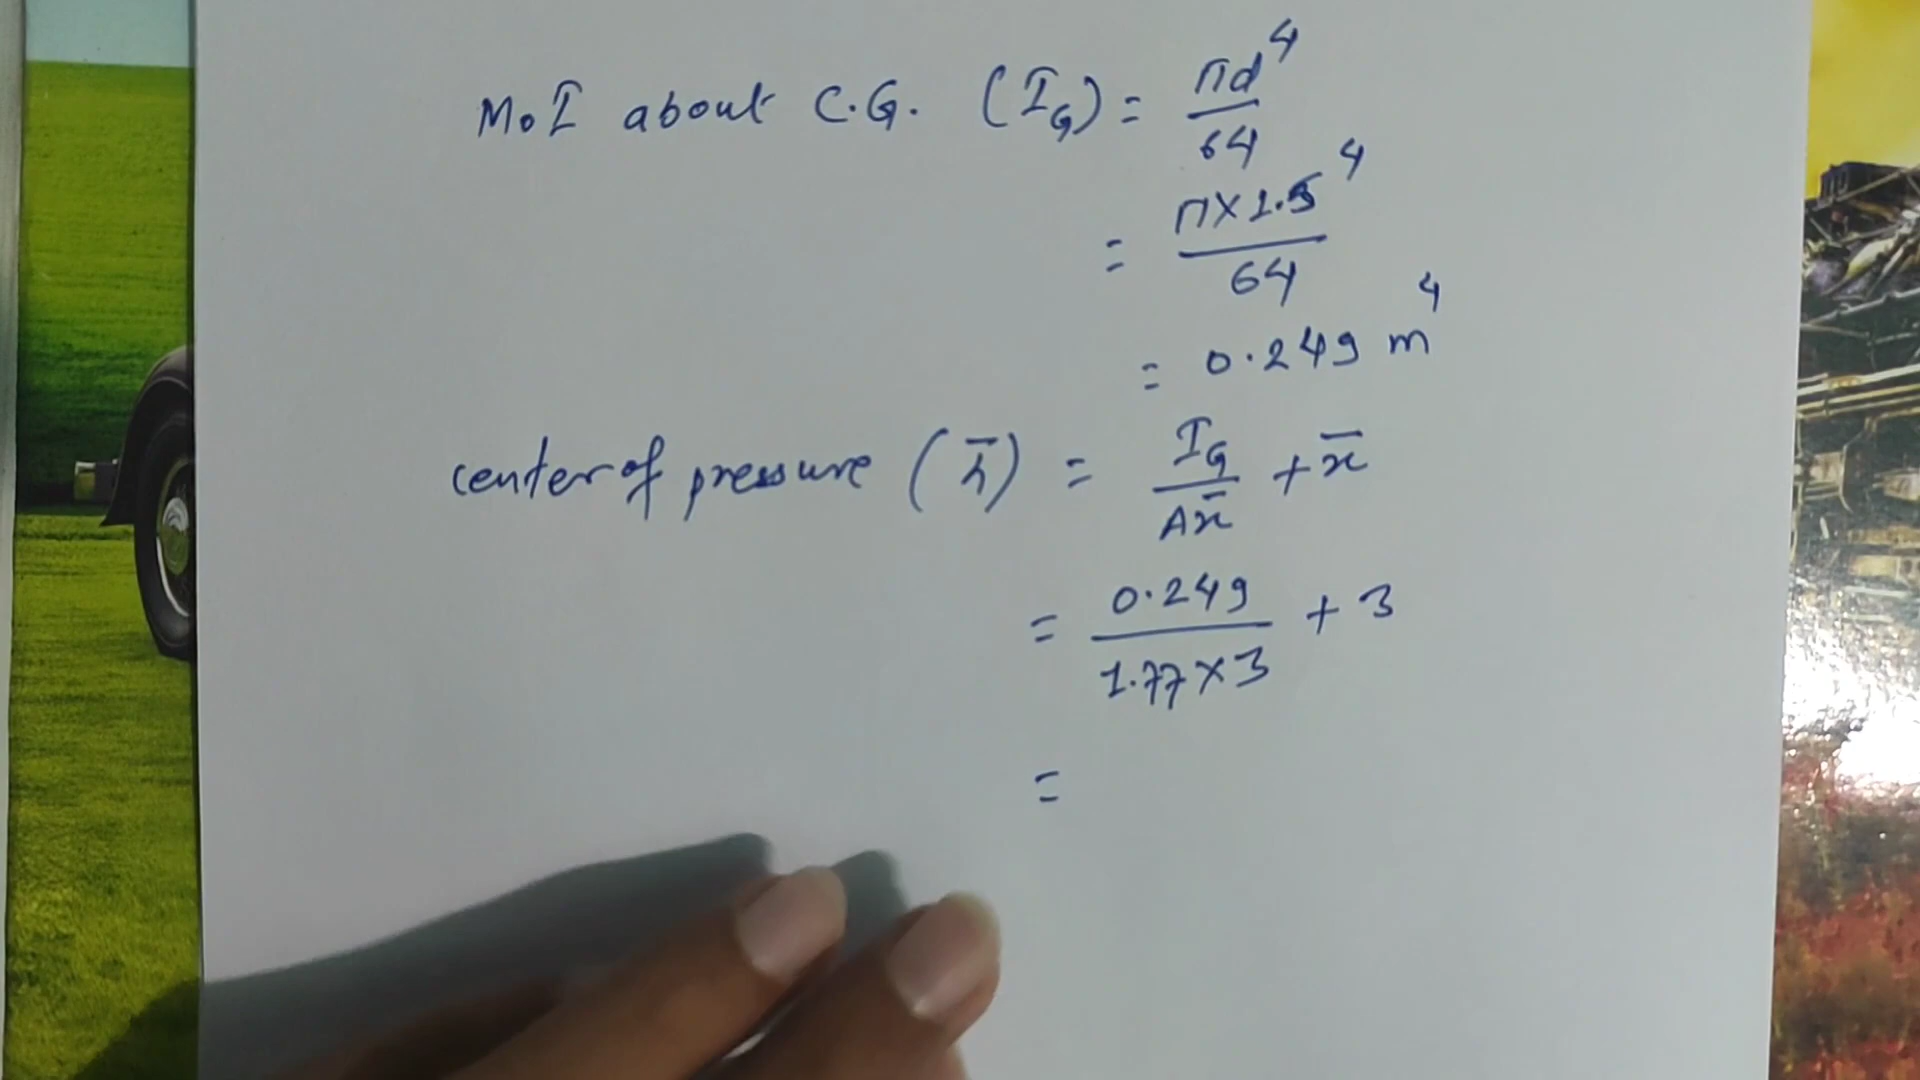 MoI about C.G. (I_G) = πd⁴/64
= π×1.5⁴/64
= 0.249 m⁴
center of pressure (h̄) = I_G/Ax̄ + x̄
= 0.249/1.77×3 + 3
=